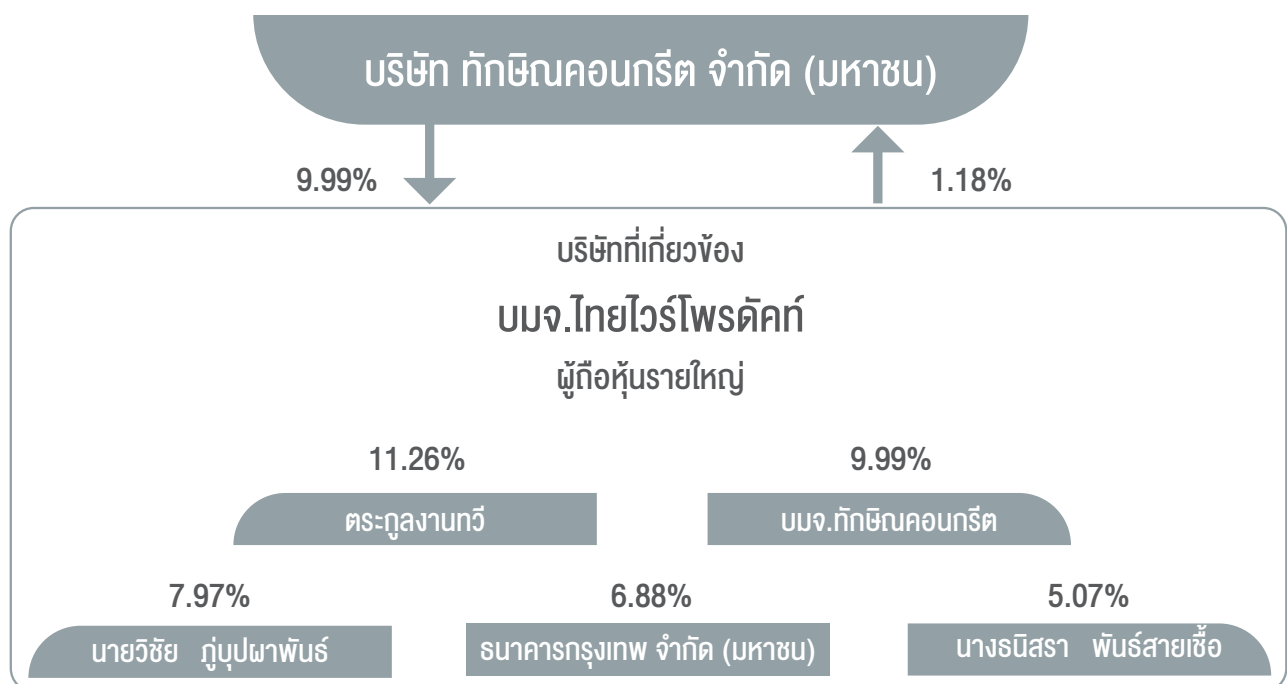 บริษัท ทักษิณคอนกรีต จำกัด (มหาชน)
9.99% 1.18%
บริษัทที่เกี่ยวข้อง
บมจ.ไทยไวร์โพรดัคท์
ผู้ถือหุ้นรายใหญ่
11.26% 9.99%
ตระกูลงานทวี บมจ.ทักษิณคอนกรีต
7.97% 6.88% 5.07%
นายวิชัย ภู่บุปผาพันธ์ ธนาคารกรุงเทพ จำกัด (มหาชน) นางธนิสรา พันธ์สายเชื้อ